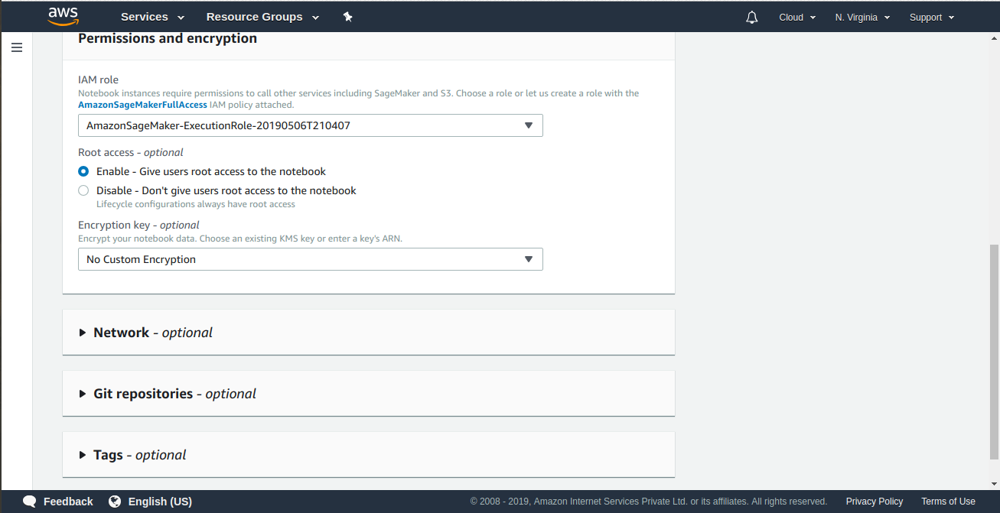 aws Services Resource Groups Cloud N. Virginia Support
Permissions and encryption
IAM role
Notebook instances require permissions to call other services including SageMaker and S3. Choose a role or let us create a role with the
AmazonSageMakerFullAccess IAM policy attached.
AmazonSageMaker-ExecutionRole-20190506T210407
Root access - optional
Enable - Give users root access to the notebook
Disable - Don't give users root access to the notebook
Lifecycle configurations always have root access
Encryption key - optional
Encrypt your notebook data. Choose an existing KMS key or enter a key's ARN.
No Custom Encryption
Network - optional
Git repositories - optional
Tags - optional
Feedback English (US) © 2008 - 2019, Amazon Internet Services Private Ltd. or its affiliates. All rights reserved. Privacy Policy Terms of Use